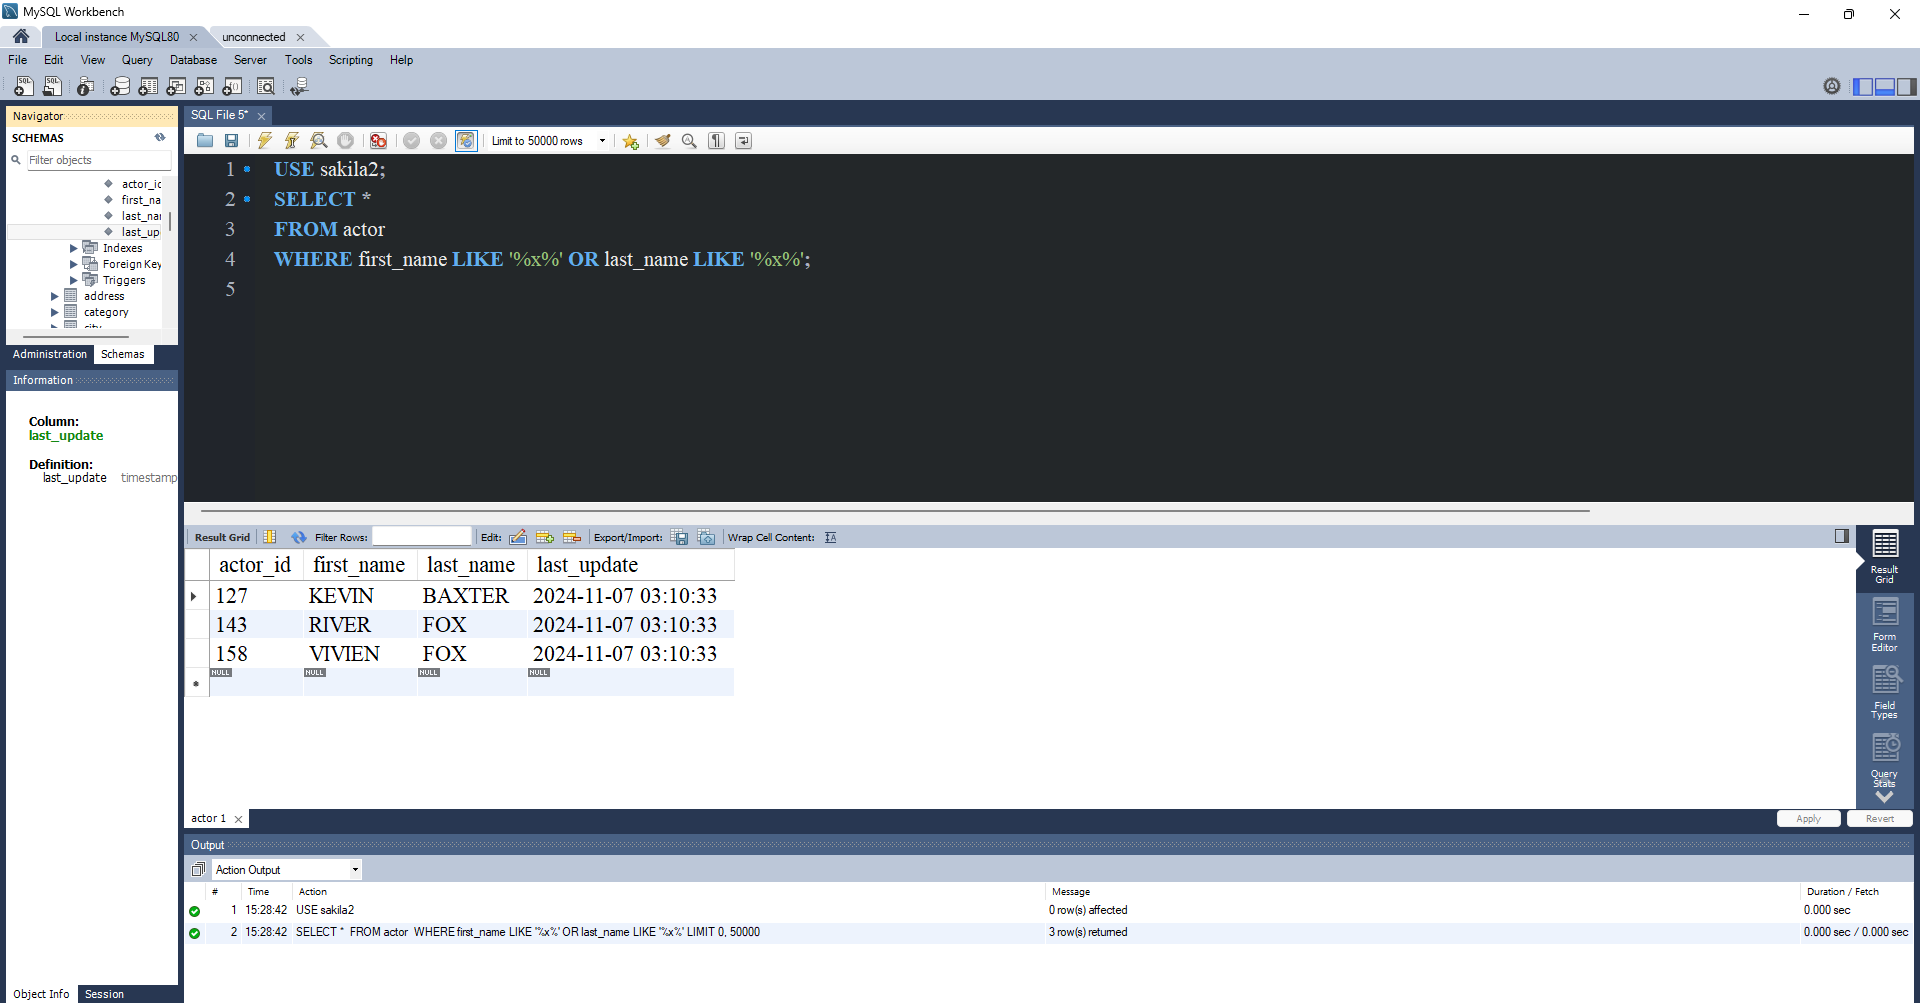 MySQL Workbench
Local instance MySQL80
unconnected
File Edit View Query Database Server Tools Scripting Help
Navigator
SCHEMAS
Filter objects
actor_ic
first_na
last_nar
last_up
Indexes
Foreign Key
Triggers
address
category
city
Administration Schemas
Information
Column:
last_update
Definition:
last_update timestamp
Object Info Session
SQL File 5*
Limit to 50000 rows
1 USE sakila2;
2 SELECT *
3 FROM actor
4 WHERE first_name LIKE '%x%' OR last_name LIKE '%x%';
5
Result Grid Filter Rows: Edit: Export/Import: Wrap Cell Content:
actor_id first_name last_name last_update
127 KEVIN BAXTER 2024-11-07 03:10:33
143 RIVER FOX 2024-11-07 03:10:33
158 VIVIEN FOX 2024-11-07 03:10:33
NULL NULL NULL NULL
Result
Grid
Form
Editor
Field
Types
Query
Stats
actor 1
Apply Revert
Output
Action Output
# Time Action Message Duration / Fetch
1 15:28:42 USE sakila2 0 row(s) affected 0.000 sec
2 15:28:42 SELECT * FROM actor WHERE first_name LIKE '%x%' OR last_name LIKE '%x%' LIMIT 0, 50000 3 row(s) returned 0.000 sec / 0.000 sec